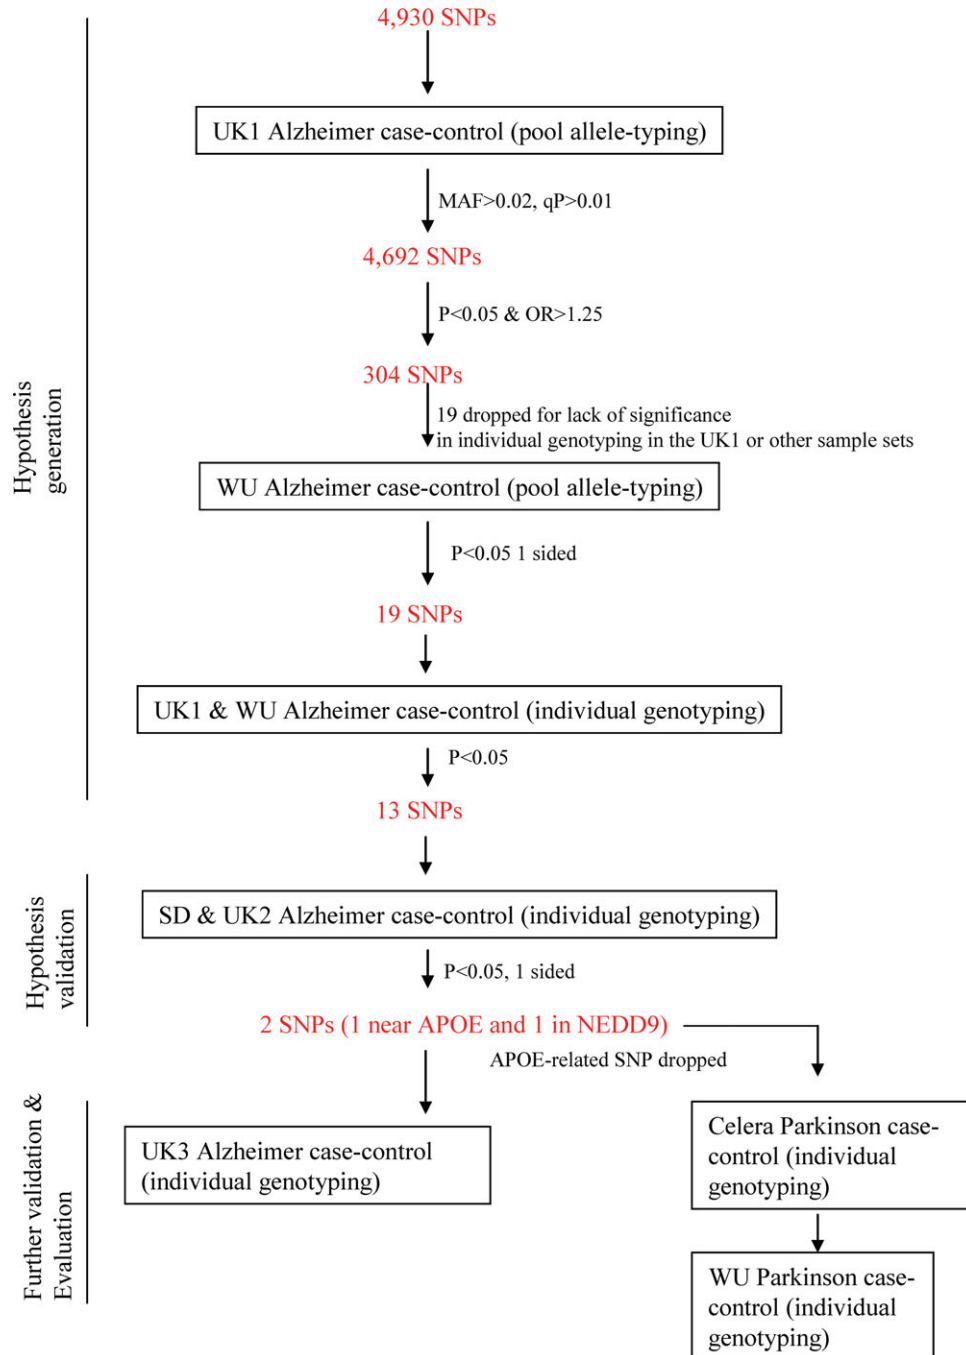 4,930 SNPs
UK1 Alzheimer case-control (pool allele-typing)
MAF>0.02, qP>0.01
4,692 SNPs
P<0.05 & OR>1.25
304 SNPs
19 dropped for lack of significance
in individual genotyping in the UK1 or other sample sets
WU Alzheimer case-control (pool allele-typing)
P<0.05 1 sided
19 SNPs
UK1 & WU Alzheimer case-control (individual genotyping)
P<0.05
13 SNPs
Hypothesis
generation
SD & UK2 Alzheimer case-control (individual genotyping)
P<0.05, 1 sided
2 SNPs (1 near APOE and 1 in NEDD9)
APOE-related SNP dropped
Hypothesis
validation
UK3 Alzheimer case-control
(individual genotyping)
Celera Parkinson case-
control (individual
genotyping)
WU Parkinson case-
control (individual
genotyping)
Further validation &
Evaluation